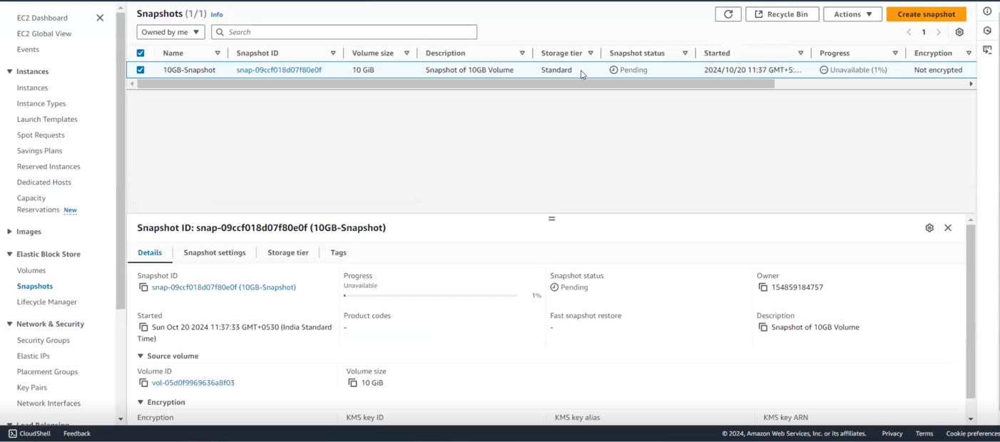 EC2 Dashboard
EC2 Global View
Events
Instances
Instances
Instance Types
Launch Templates
Spot Requests
Savings Plans
Reserved Instances
Dedicated Hosts
Capacity
Reservations New
Images
Elastic Block Store
Volumes
Snapshots
Lifecycle Manager
Network & Security
Security Groups
Elastic IPs
Placement Groups
Key Pairs
Network Interfaces
Snapshots (1/1) Info
Recycle Bin
Actions
Create snapshot
Owned by me
Search
1
Name Snapshot ID Volume size Description Storage tier Snapshot status Started Progress Encryption
10GB-Snapshot snap-09ccf018d07f80e0f 10 GiB Snapshot of 10GB Volume Standard Pending 2024/10/20 11:37 GMT+5:... Unavailable (1%) Not encrypted
Snapshot ID: snap-09ccf018d07f80e0f (10GB-Snapshot)
Details Snapshot settings Storage tier Tags
Snapshot ID
snap-09ccf018d07f80e0f (10GB-Snapshot)
Progress
Unavailable
1%
Snapshot status
Pending
Owner
154859184757
Started
Sun Oct 20 2024 11:37:33 GMT+0530 (India Standard
Time)
Product codes
-
Fast snapshot restore
-
Description
Snapshot of 10GB Volume
Source volume
Volume ID
vol-05d0f9969636a8f03
Volume size
10 GiB
Encryption
Encryption KMS key ID KMS key alias KMS key ARN
CloudShell Feedback © 2024, Amazon Web Services, Inc. or its affiliates. Privacy Terms Cookie preferences